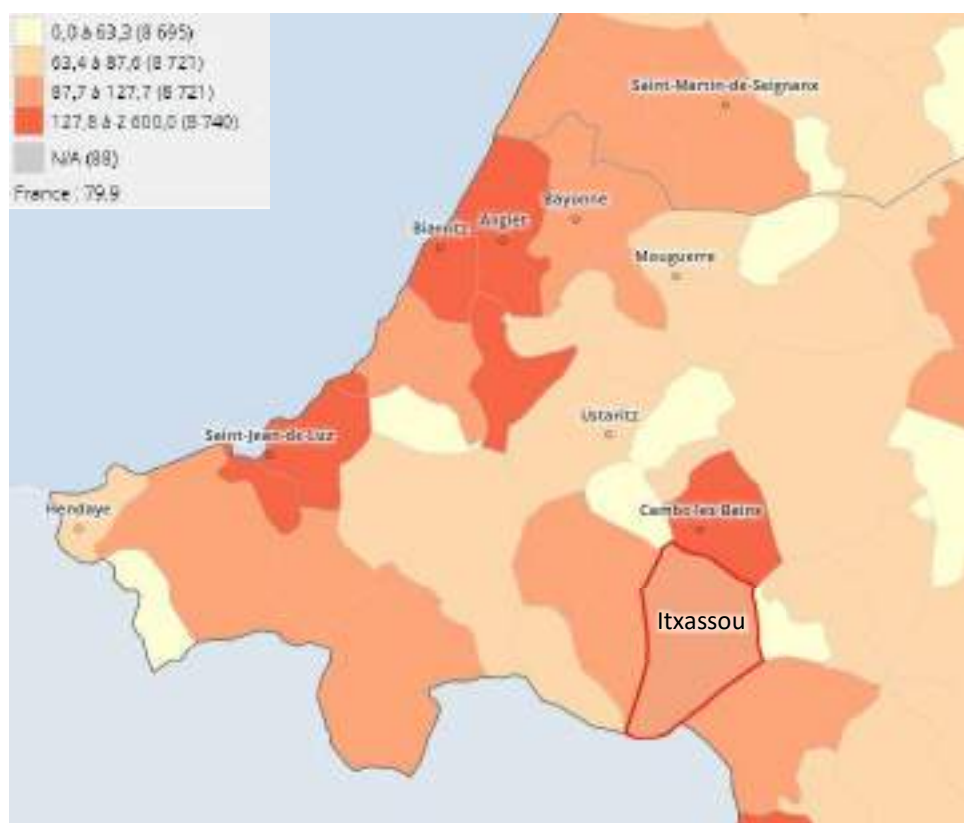 0,0 à 63,3 (8 695)
63,4 à 87,6 (8 721)
87,7 à 127,7 (8 721)
127,8 à 2 600,0 (8 740)
N/A (88)
France : 79.9
Saint-Martin-de-Seignanx
Bayonne
Biarritz
Anglet
Mouguerre
Ustaritz
Saint-Jean-de-Luz
Hendaye
Cambo-les-Bains
Itxassou